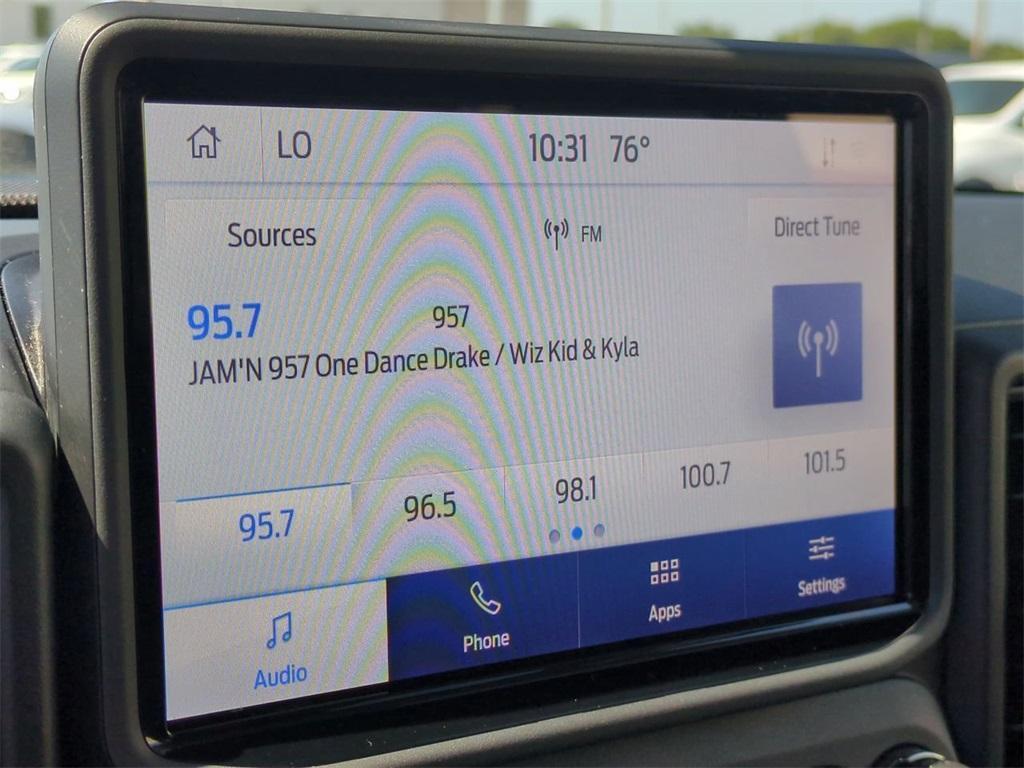 LO 10:31 76°
Sources FM Direct Tune
95.7 957
JAM'N 957 One Dance Drake / Wiz Kid & Kyla
95.7 96.5 98.1 100.7 101.5
Audio Phone Apps Settings